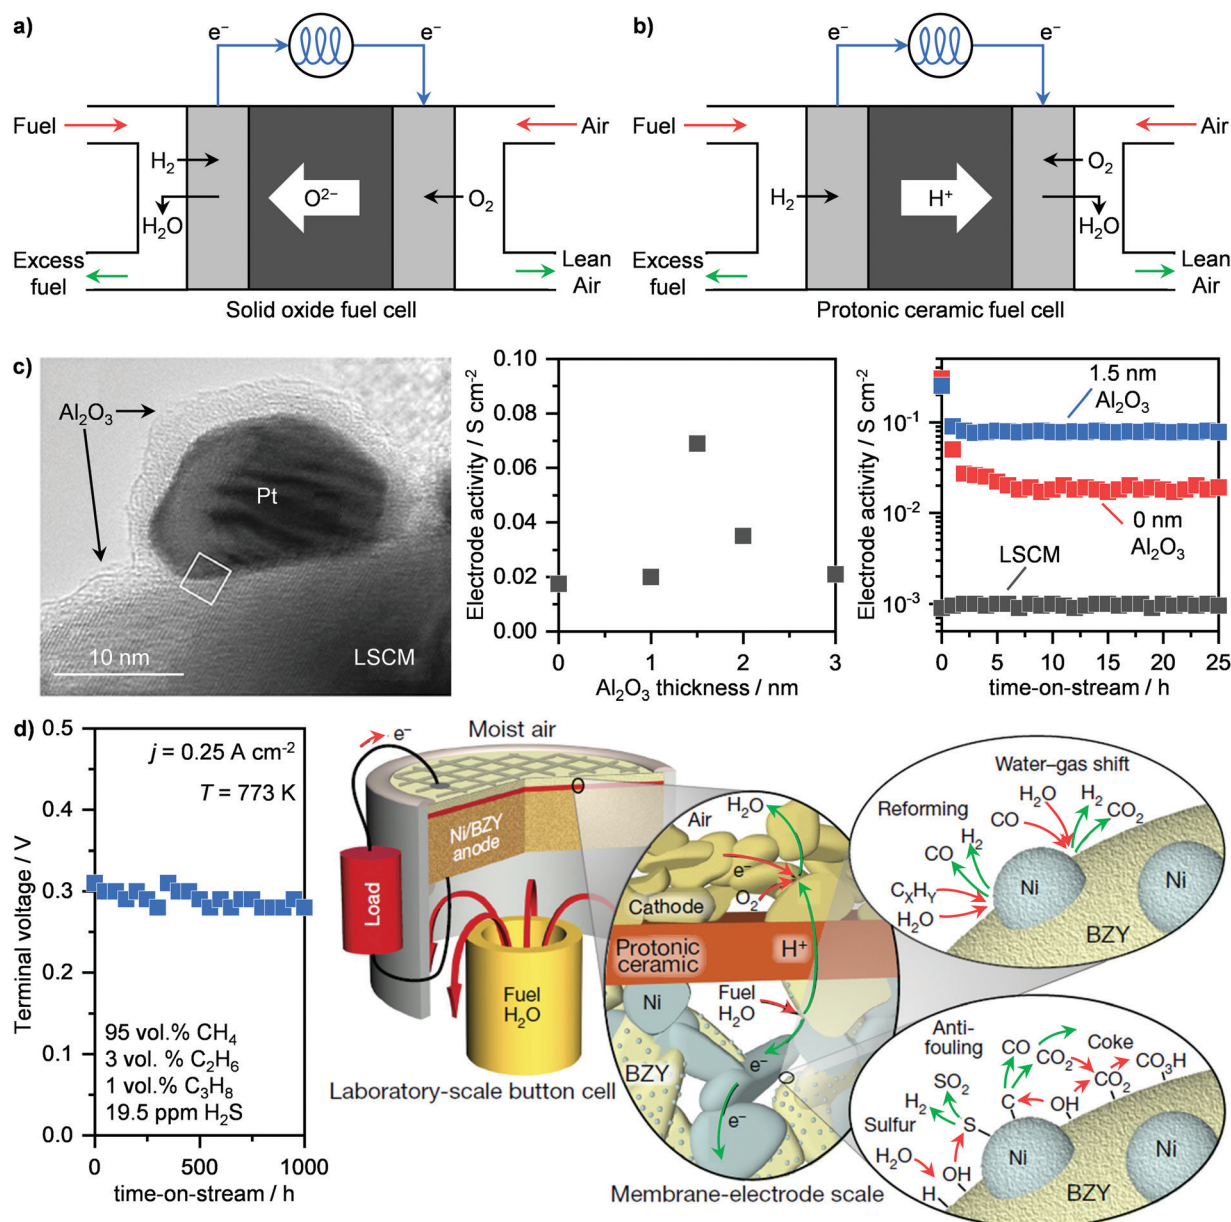 a)
e⁻ e⁻
Fuel
Air
H₂
O²⁻
O₂
H₂O
Excess
fuel
Lean
Air
Solid oxide fuel cell
b)
e⁻ e⁻
Fuel
Air
O₂
H₂
H⁺
H₂O
Excess
fuel
Lean
Air
Protonic ceramic fuel cell
c)
Al₂O₃
Pt
10 nm
LSCM
Electrode activity / S cm⁻²
0.10
0.08
0.06
0.04
0.02
0.00
0 1 2 3
Al₂O₃ thickness / nm
Electrode activity / S cm⁻²
10⁻¹
10⁻²
10⁻³
1.5 nm
Al₂O₃
0 nm
Al₂O₃
LSCM
0 5 10 15 20 25
time-on-stream / h
d)
Terminal voltage / V
0.5
0.4
0.3
0.2
0.1
0.0
j = 0.25 A cm⁻²
T = 773 K
95 vol.% CH₄
3 vol. % C₂H₆
1 vol.% C₃H₈
19.5 ppm H₂S
0 500 1000
time-on-stream / h
Moist air
e⁻
Ni/BZY
anode
Load
Fuel
H₂O
Laboratory-scale button cell
H₂O
Air
e⁻
O₂
Cathode
Protonic
ceramic
H⁺
Ni
Fuel
H₂O
BZY
e⁻
e⁻
Membrane-electrode scale
Water–gas shift
H₂O
H₂
CO
CO₂
Reforming
H₂
CO
CₓHᵧ
H₂O
Ni
Ni
BZY
Anti-
fouling
CO
CO₂
Coke
CO₃H
CO₂
SO₂
H₂
C
OH
S
Sulfur
H₂O
OH
H
Ni
Ni
BZY